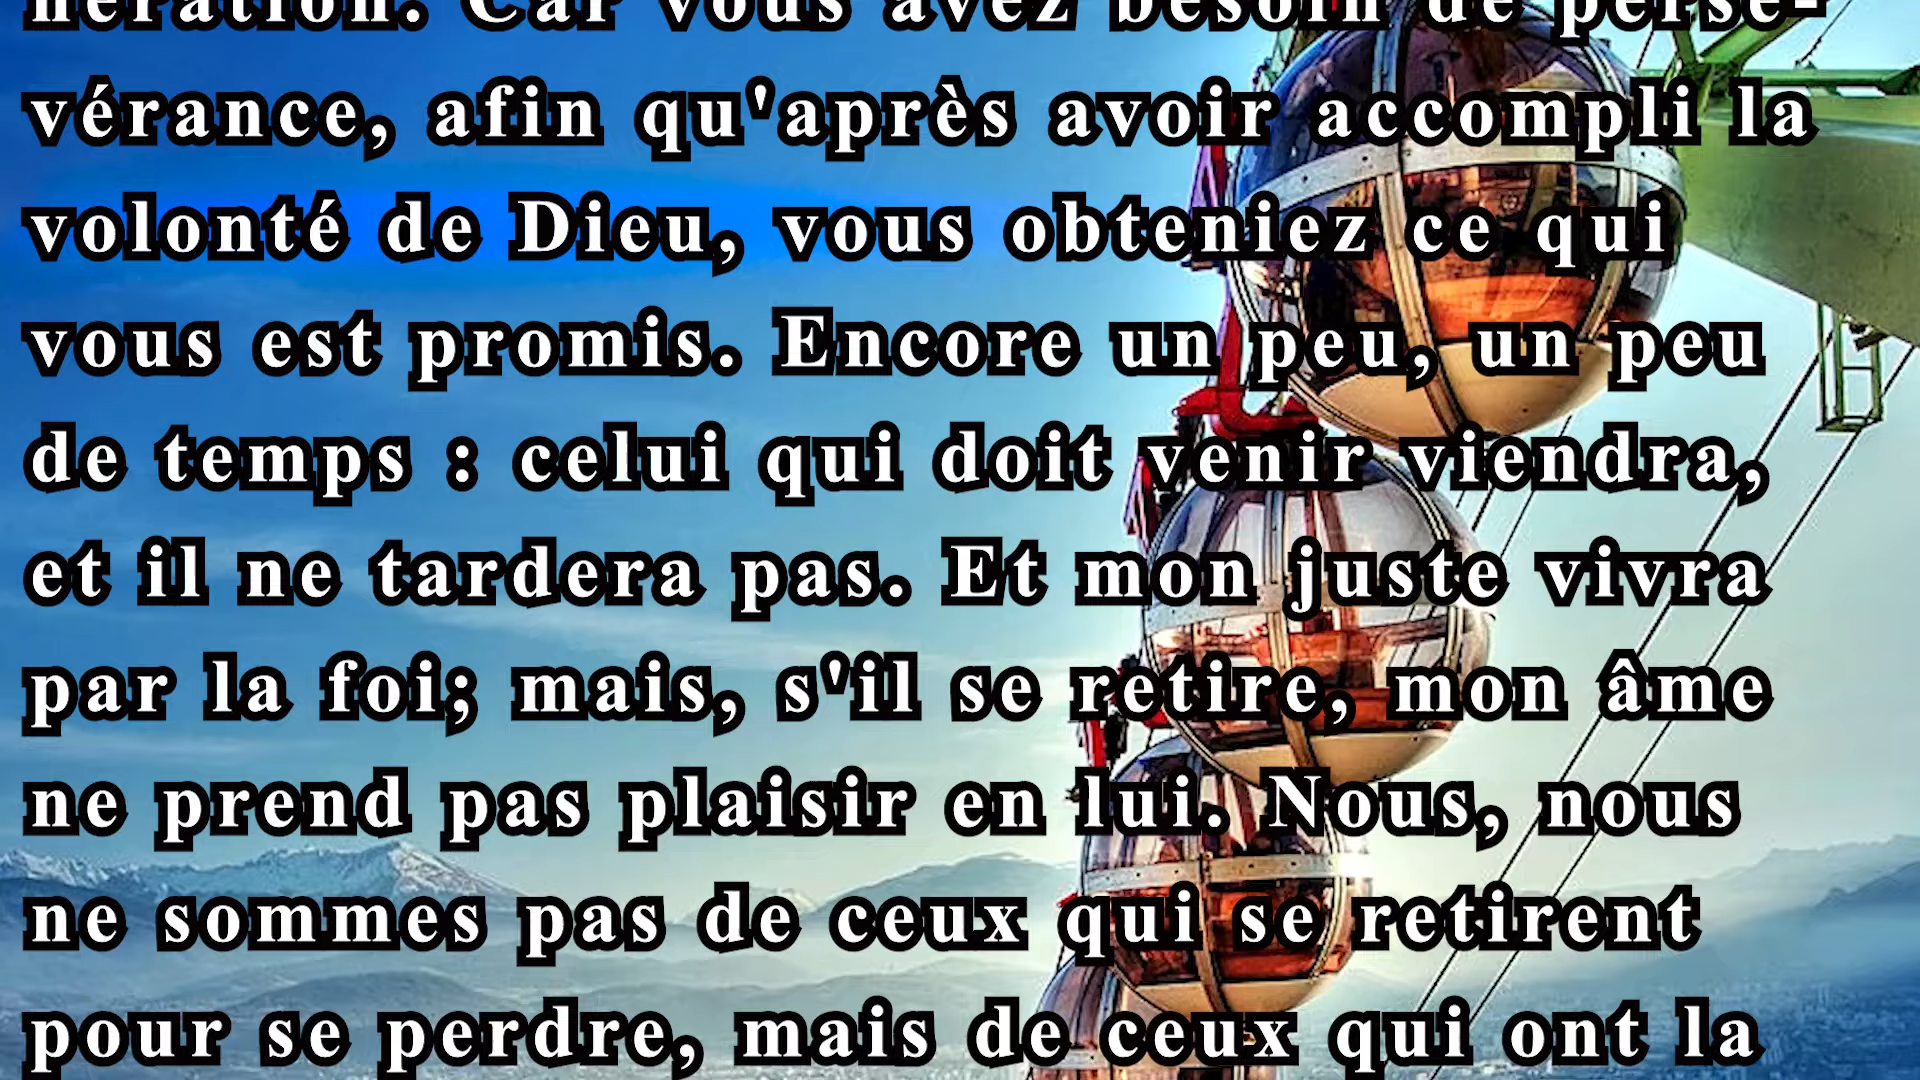 nération. Car vous avez besoin de persé-
vérance, afin qu'après avoir accompli la
volonté de Dieu, vous obteniez ce qui
vous est promis. Encore un peu, un peu
de temps : celui qui doit venir viendra,
et il ne tardera pas. Et mon juste vivra
par la foi; mais, s'il se retire, mon âme
ne prend pas plaisir en lui. Nous, nous
ne sommes pas de ceux qui se retirent
pour se perdre, mais de ceux qui ont la